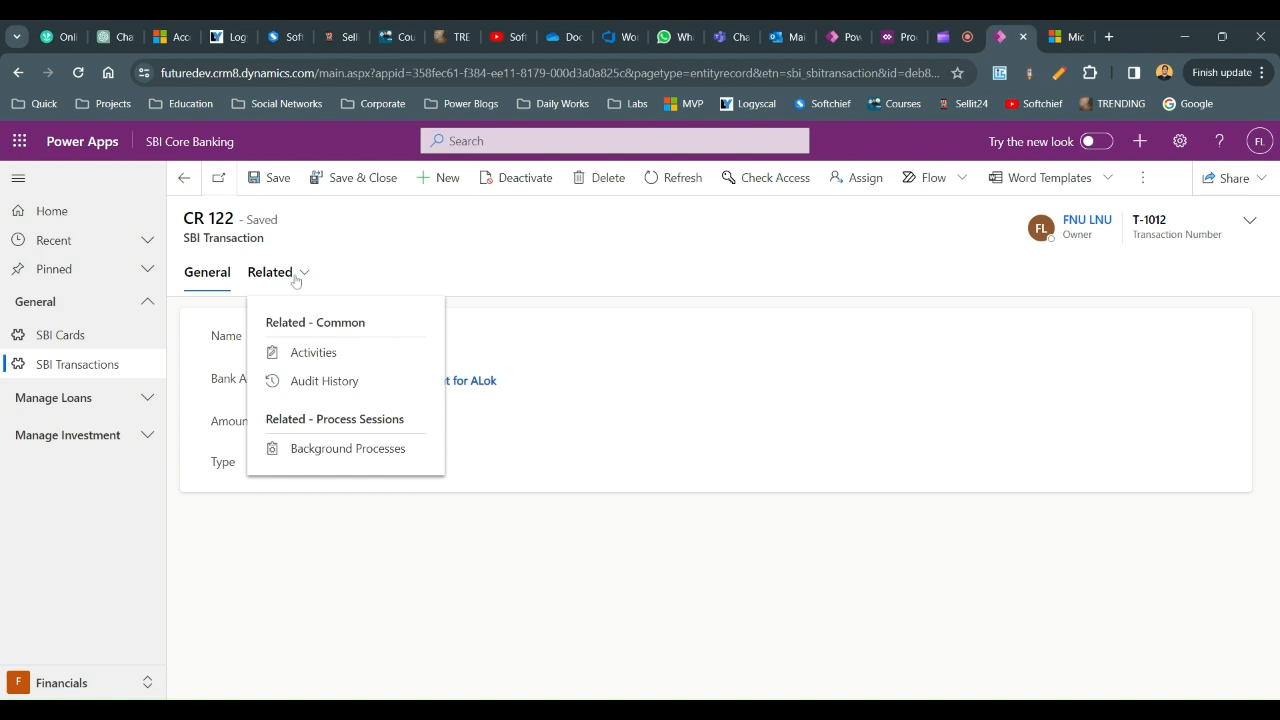 Onli
Cha
Acc
Log
Soft
Selli
Cou
TRE
Soft
Doc
Wor
Wh
Cha
Mai
Pow
Pro
Mic
futuredev.crm8.dynamics.com/main.aspx?appid=358fec61-f384-ee11-8179-000d3a0a825c&pagetype=entityrecord&etn=sbi_sbitransaction&id=deb8...
Finish update
Quick
Projects
Education
Social Networks
Corporate
Power Blogs
Daily Works
Labs
MVP
Logyscal
Softchief
Courses
Sellit24
Softchief
TRENDING
Google
Power Apps
SBI Core Banking
Search
Try the new look
FL
Save
Save & Close
New
Deactivate
Delete
Refresh
Check Access
Assign
Flow
Word Templates
Share
Home
Recent
Pinned
General
SBI Cards
SBI Transactions
Manage Loans
Manage Investment
F Financials
CR 122 - Saved
SBI Transaction
FL
FNU LNU
Owner
T-1012
Transaction Number
General
Related
Related - Common
Activities
Audit History
Related - Process Sessions
Background Processes
Name
Bank A
t for ALok
Amoun
Type